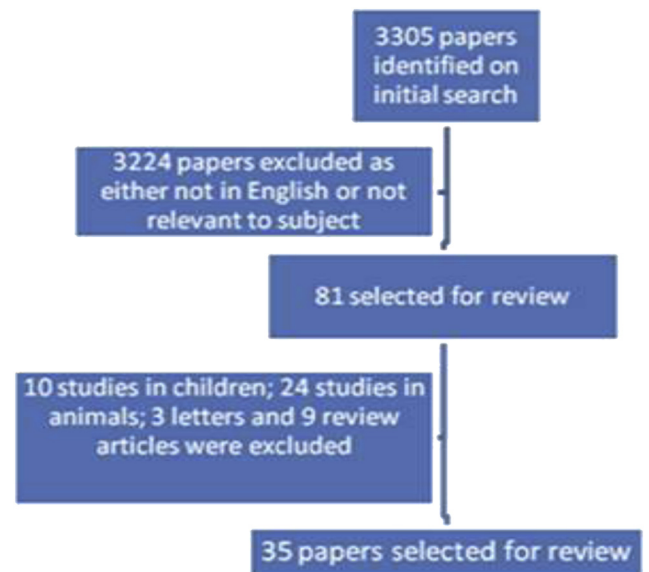 3305 papers
identified on
initial search
3224 papers excluded as
either not in English or not
relevant to subject
81 selected for review
10 studies in children; 24 studies in
animals; 3 letters and 9 review
articles were excluded
35 papers selected for review